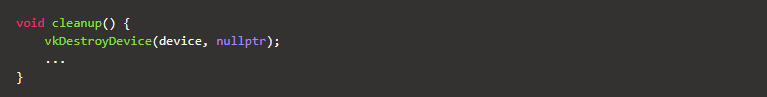 void cleanup() {
    vkDestroyDevice(device, nullptr);
    ...
}